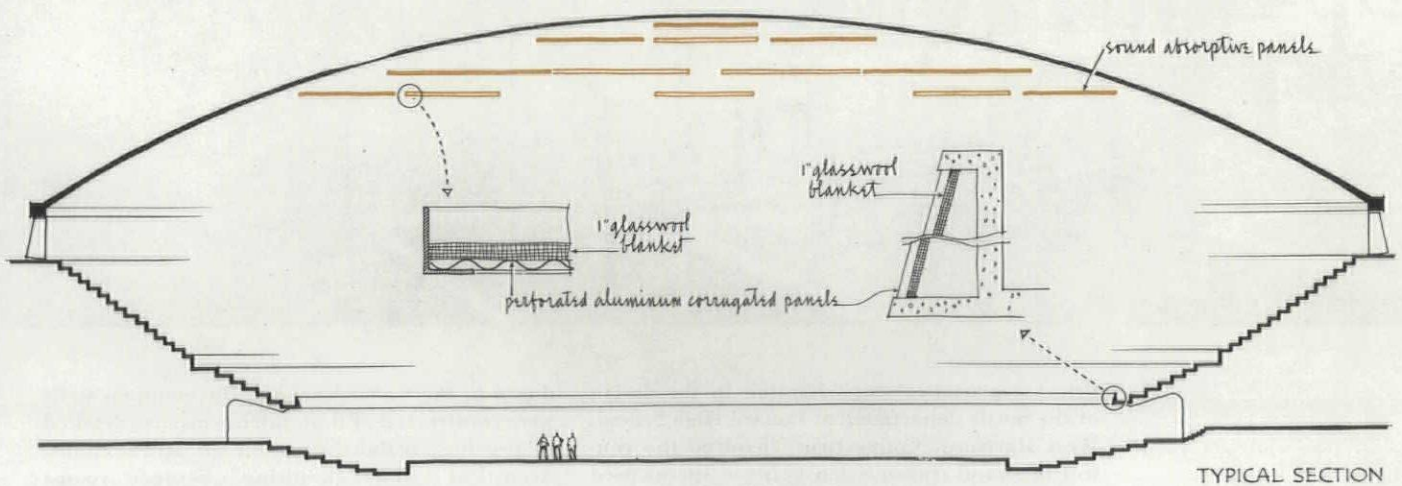 sound absorptive panels
1" glasswool
blanket
1" glasswool
blanket
perforated aluminum corrugated panels
TYPICAL SECTION